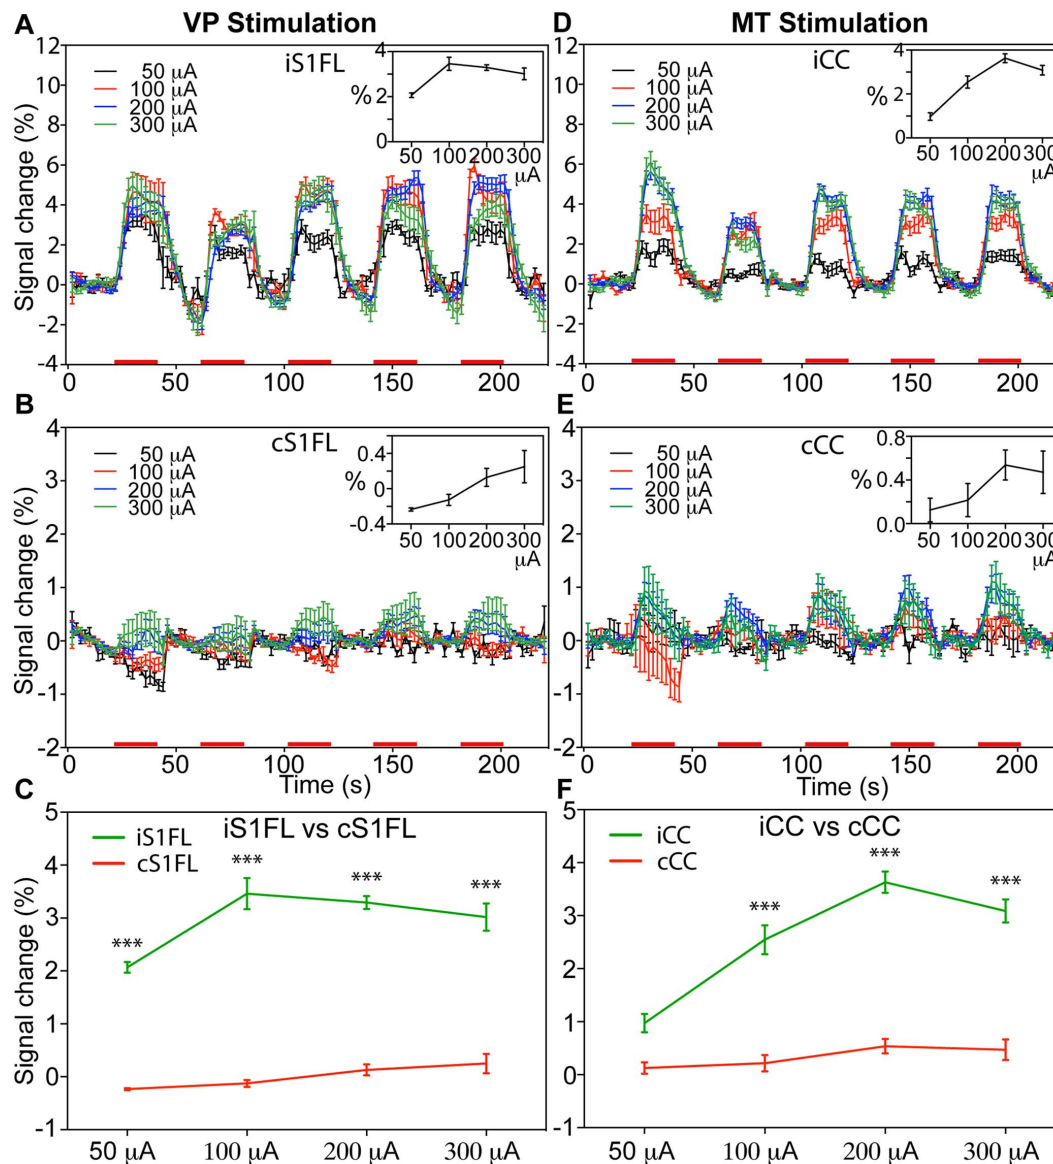 VP Stimulation
MT Stimulation
A
iS1FL
Signal change (%)
12
10
8
6
4
2
0
-2
-4
50 μA
100 μA
200 μA
300 μA
%
4
2
0
50 100 200 300
μA
0 50 100 150 200
D
iCC
12
10
8
6
4
2
0
-2
-4
50 μA
100 μA
200 μA
300 μA
%
4
2
0
50 100 200 300
μA
0 50 100 150 200
B
cS1FL
Signal change (%)
4
3
2
1
0
-1
-2
50 μA
100 μA
200 μA
300 μA
%
0.4
0
-0.4
50 100 200 300
μA
0 50 100 150 200
Time (s)
E
cCC
4
3
2
1
0
-1
-2
50 μA
100 μA
200 μA
300 μA
%
0.8
0.4
0.0
50 100 200 300
μA
0 50 100 150 200
Time (s)
C
iS1FL vs cS1FL
Signal change (%)
5
4
3
2
1
0
-1
iS1FL
cS1FL
***
***
***
***
50 μA 100 μA 200 μA 300 μA
F
iCC vs cCC
5
4
3
2
1
0
-1
iCC
cCC
***
***
***
50 μA 100 μA 200 μA 300 μA